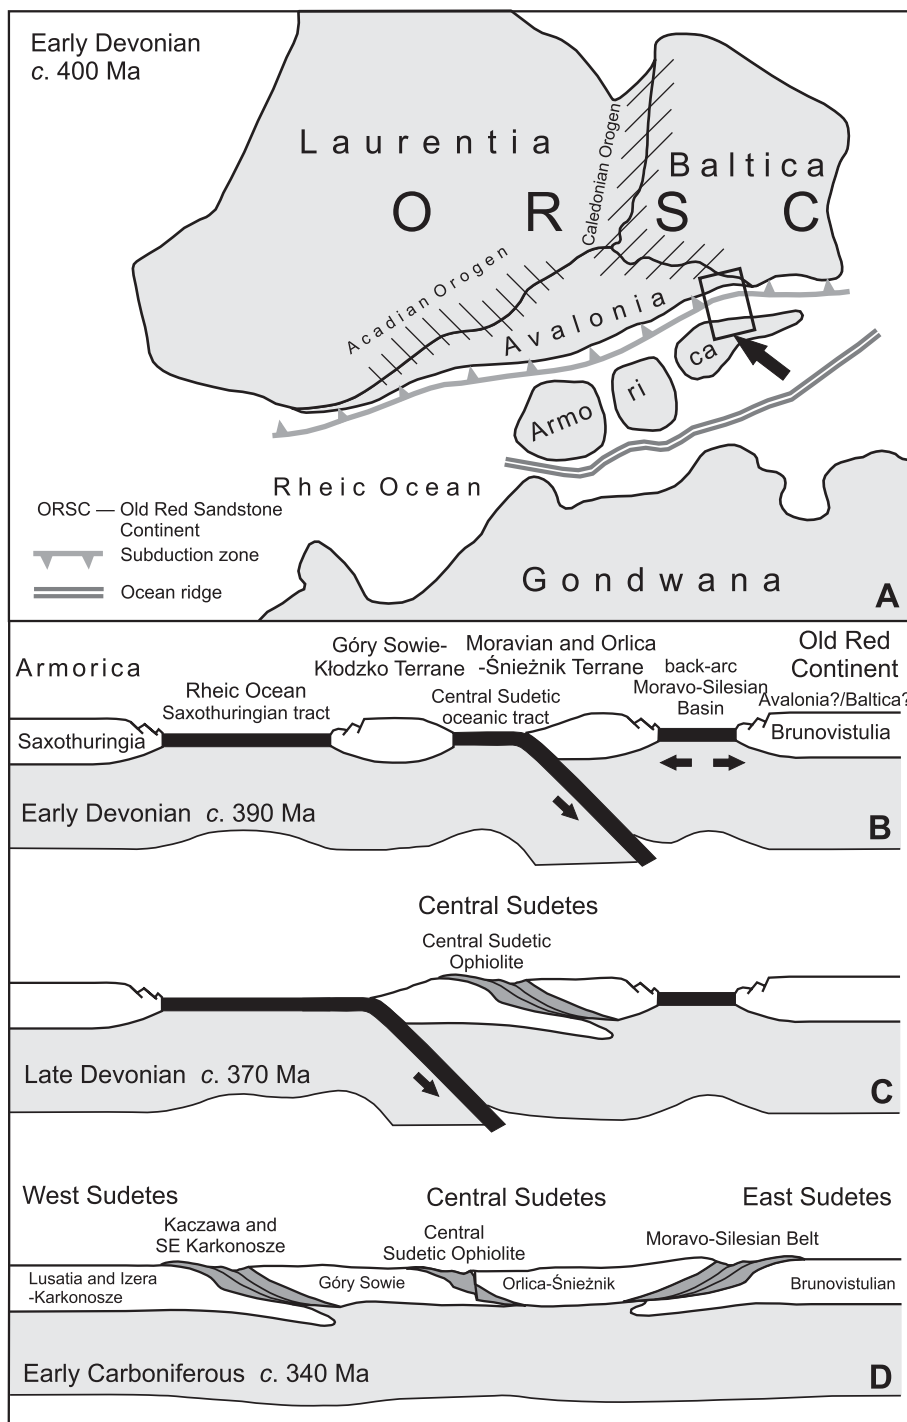 Early Devonian
c. 400 Ma
Laurentia
Baltica
O R S C
Caledonian Orogen
Acadian Orogen
Avalonia
Armo
ri
ca
Rheic Ocean
ORSC — Old Red Sandstone
Continent
Subduction zone
Ocean ridge
Gondwana
A
Armorica
Góry Sowie-
Kłodzko Terrane
Moravian and Orlica
-Śnieżnik Terrane
Old Red
Continent
Rheic Ocean
Saxothuringian tract
Central Sudetic
oceanic tract
back-arc
Moravo-Silesian
Basin
Avalonia?/Baltica?
Saxothuringia
Brunovistulia
Early Devonian c. 390 Ma
B
Central Sudetes
Central Sudetic
Ophiolite
Late Devonian c. 370 Ma
C
West Sudetes
Central Sudetes
East Sudetes
Kaczawa and
SE Karkonosze
Central
Sudetic Ophiolite
Moravo-Silesian Belt
Lusatia and Izera
-Karkonosze
Góry Sowie
Orlica-Śnieżnik
Brunovistulian
Early Carboniferous c. 340 Ma
D